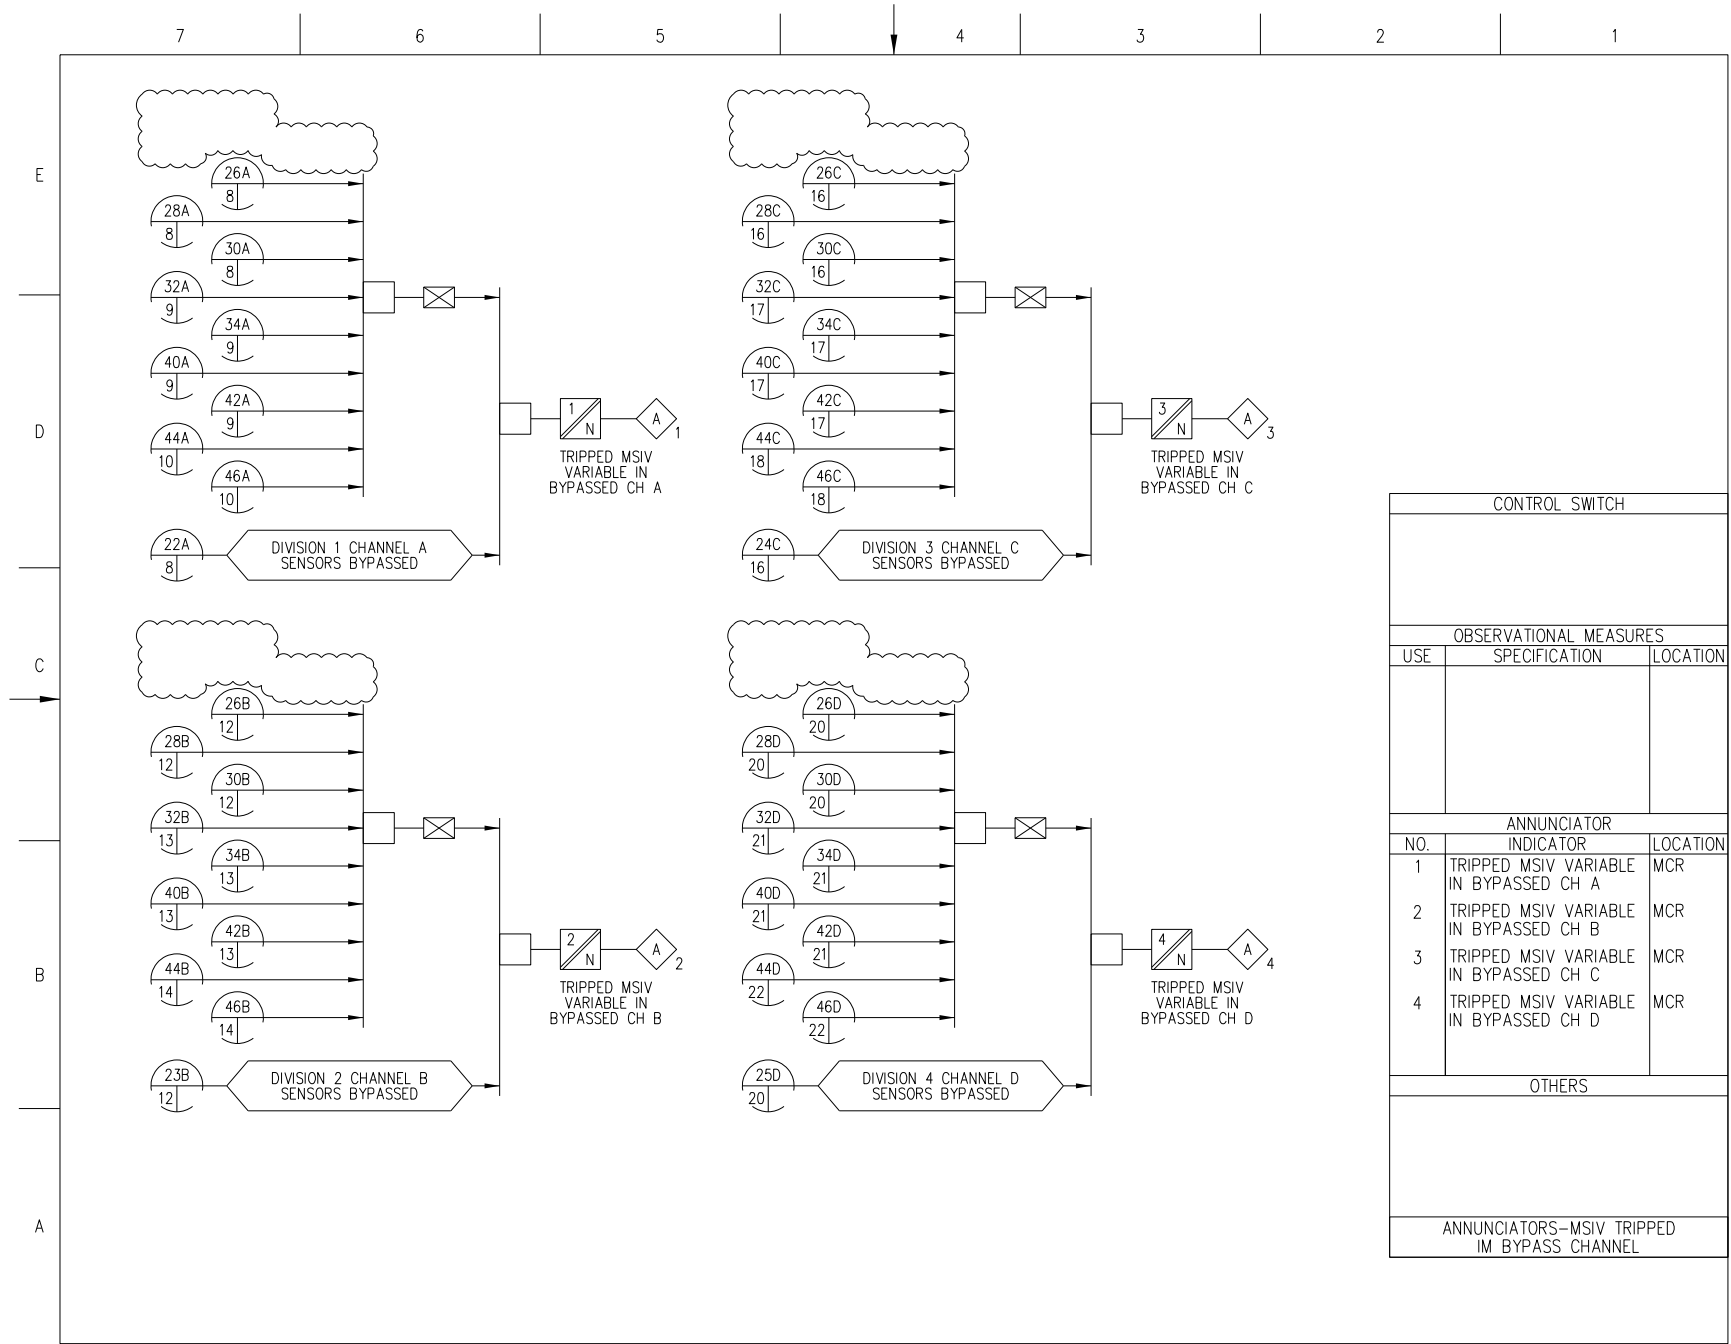 7 6 5 4 3 2 1
E
D
C
B
A
26A
8
28A
8
30A
8
32A
9
34A
9
40A
9
42A
9
44A
10
46A
10
22A
8
DIVISION 1 CHANNEL A
SENSORS BYPASSED
1
N
A
1
TRIPPED MSIV
VARIABLE IN
BYPASSED CH A
26C
16
28C
16
30C
16
32C
17
34C
17
40C
17
42C
17
44C
18
46C
18
24C
16
DIVISION 3 CHANNEL C
SENSORS BYPASSED
3
N
A
3
TRIPPED MSIV
VARIABLE IN
BYPASSED CH C
26B
12
28B
12
30B
12
32B
13
34B
13
40B
13
42B
13
44B
14
46B
14
23B
12
DIVISION 2 CHANNEL B
SENSORS BYPASSED
2
N
A
2
TRIPPED MSIV
VARIABLE IN
BYPASSED CH B
26D
20
28D
20
30D
20
32D
21
34D
21
40D
21
42D
21
44D
22
46D
22
25D
20
DIVISION 4 CHANNEL D
SENSORS BYPASSED
4
N
A
4
TRIPPED MSIV
VARIABLE IN
BYPASSED CH D
CONTROL SWITCH
OBSERVATIONAL MEASURES
USE SPECIFICATION LOCATION
ANNUNCIATOR
NO. INDICATOR LOCATION
1 TRIPPED MSIV VARIABLE MCR
IN BYPASSED CH A
2 TRIPPED MSIV VARIABLE MCR
IN BYPASSED CH B
3 TRIPPED MSIV VARIABLE MCR
IN BYPASSED CH C
4 TRIPPED MSIV VARIABLE MCR
IN BYPASSED CH D
OTHERS
ANNUNCIATORS-MSIV TRIPPED
IM BYPASS CHANNEL